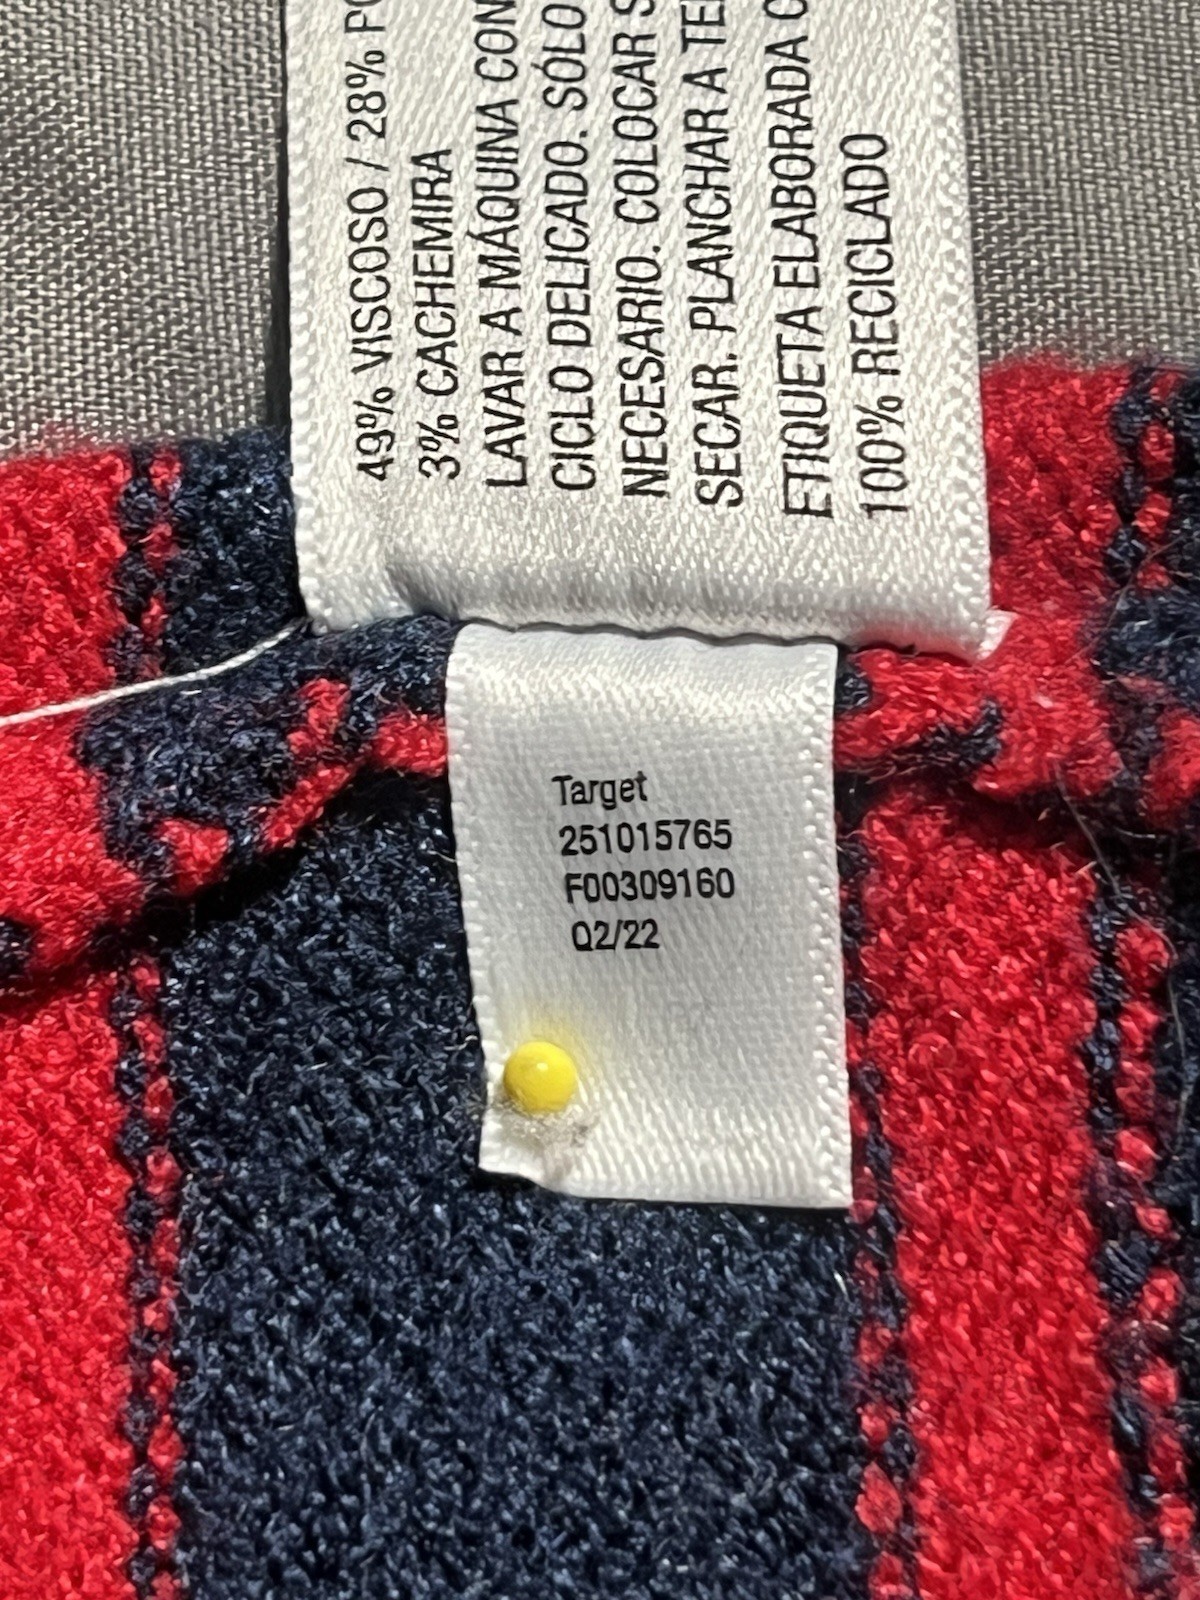 49% VISCOSO / 28%
3% CACHEMIRA
LAVAR A MÁQUINA CON
CICLO DELICADO. SÓLO
NECESARIO. COLOCAR
SECAR. PLANCHAR A
ETIQUETA ELABORADA
100% RECICLADO
Target
251015765
F00309160
Q2/22